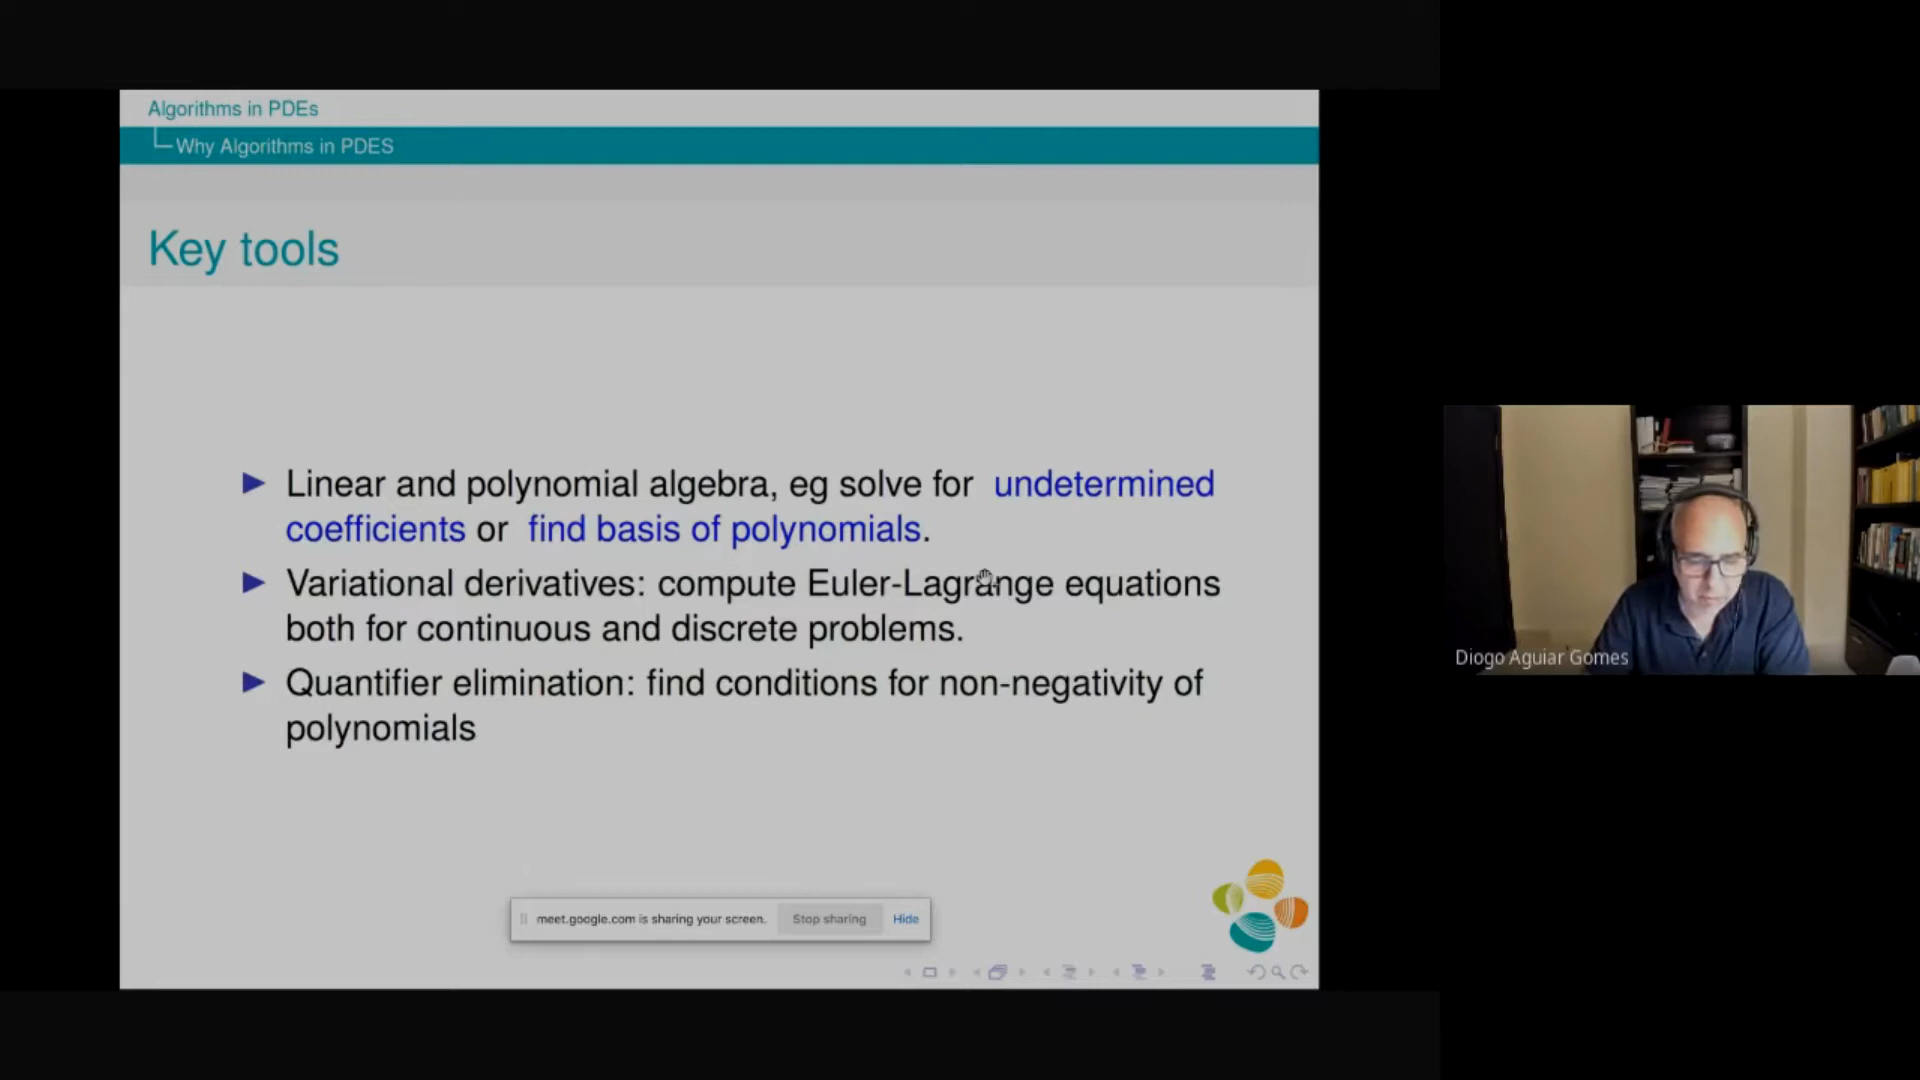 Algorithms in PDEs
Why Algorithms in PDES
Key tools
Linear and polynomial algebra, eg solve for undetermined
coefficients or find basis of polynomials.
Variational derivatives: compute Euler-Lagrange equations
both for continuous and discrete problems.
Quantifier elimination: find conditions for non-negativity of
polynomials
meet.google.com is sharing your screen. Stop sharing Hide
Diogo Aguiar Gomes